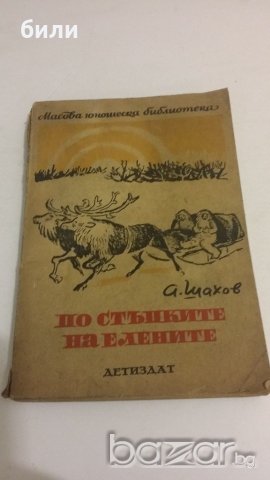 били
Масова юношеска библиотека
А. Шахов
ПО СТЪПКИТЕ
НА ЕЛЕНИТЕ
ДЕТИЗДАТ
bazar.bg